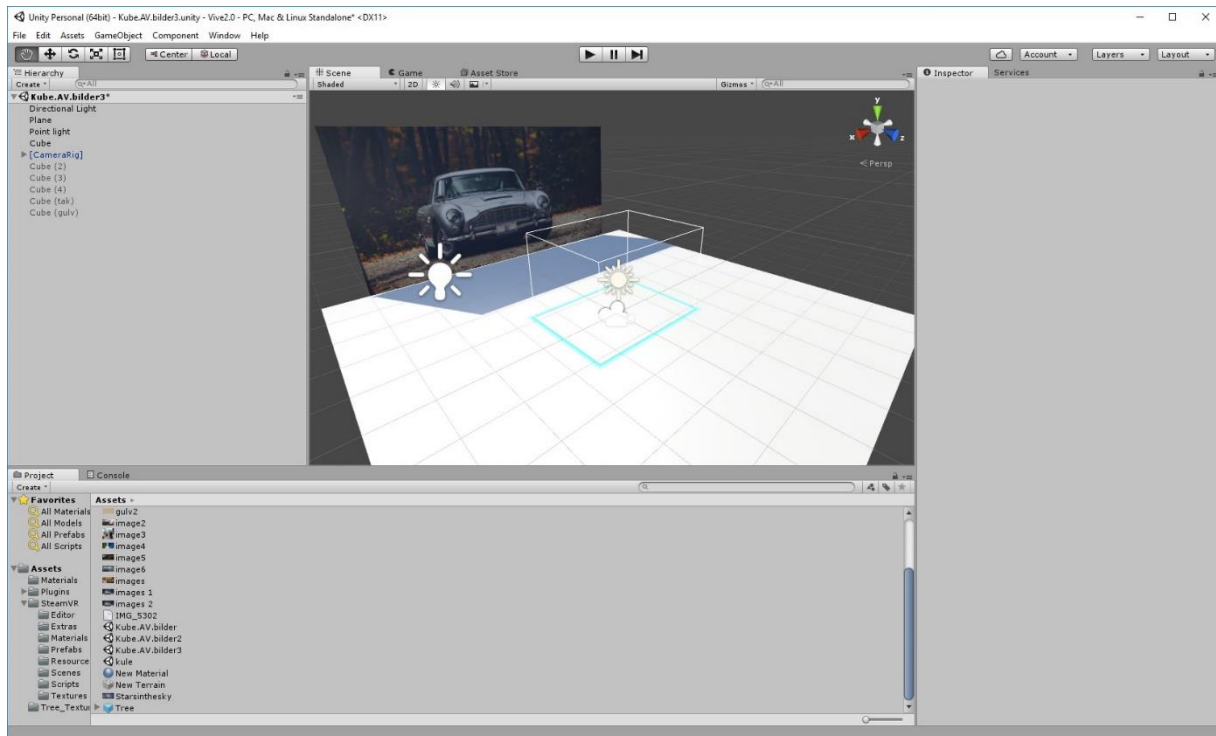 Unity Personal (64bit) - Kube.AV.bilder3.unity - Vive2.0 - PC, Mac & Linux Standalone* <DX11>
File Edit Assets GameObject Component Window Help
Center Local Account Layers Layout
Hierarchy
Create All
Kube.AV.bilder3*
Directional Light
Plane
Point light
Cube
[CameraRig]
Cube (2)
Cube (3)
Cube (4)
Cube (tak)
Cube (gulv)
Scene Game Asset Store
Shaded 2D Gizmos All
y
x z
Persp
Inspector Services
Project Console
Create
Favorites
All Materials
All Models
All Prefabs
All Scripts
Assets
Materials
Plugins
SteamVR
Editor
Extras
Materials
Prefabs
Resource
Scenes
Scripts
Textures
Tree_Textu
Assets
gulv2
image2
image3
image4
image5
image6
images
images 1
images 2
IMG_5302
Kube.AV.bilder
Kube.AV.bilder2
Kube.AV.bilder3
kule
New Material
New Terrain
Starsinthesky
Tree